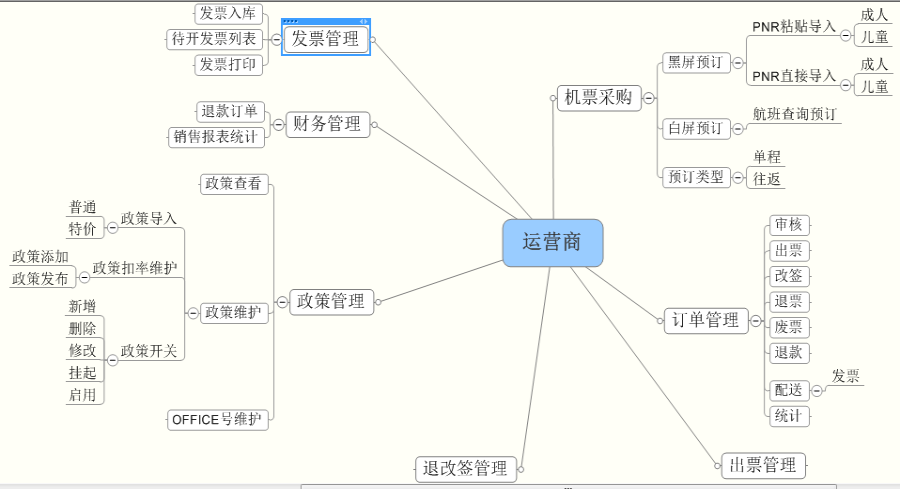 运营商
发票管理
发票入库
待开发票列表
发票打印
财务管理
退款订单
销售报表统计
政策管理
政策查看
政策维护
政策导入
普通
特价
政策扣率维护
政策添加
政策发布
政策开关
新增
删除
修改
挂起
启用
OFFICE号维护
退改签管理
机票采购
黑屏预订
PNR粘贴导入
成人
儿童
PNR直接导入
成人
儿童
白屏预订
航班查询预订
预订类型
单程
往返
订单管理
审核
出票
改签
退票
废票
退款
配送
发票
统计
出票管理